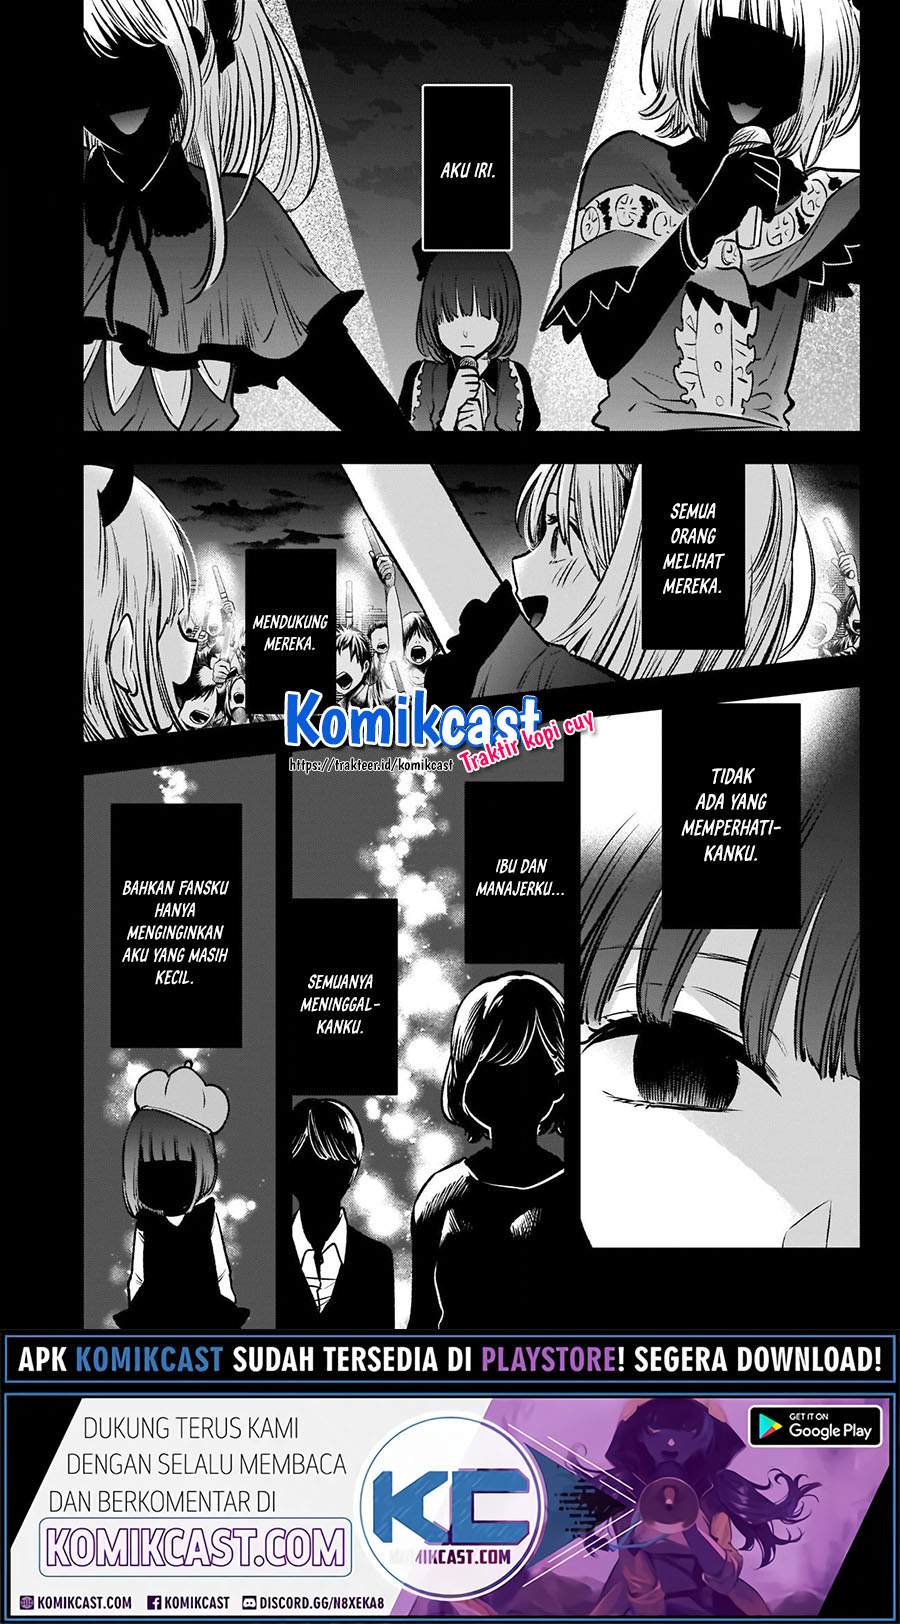 AKU IRI.
SEMUA
ORANG
MELIHAT
MEREKA.
MENDUKUNG
MEREKA.
Komikcast
https://trakteer.id/komikcast
Traktir kopi cuy
TIDAK
ADA YANG
MEMPERHATI-
KANKU.
IBU DAN
MANAJERKU...
SEMUANYA
MENINGGAL-
KANKU.
BAHKAN FANSKU
HANYA
MENGINGINKAN
AKU YANG MASIH
KECIL.
APK KOMIKCAST SUDAH TERSEDIA DI PLAYSTORE! SEGERA DOWNLOAD!
DUKUNG TERUS KAMI
DENGAN SELALU MEMBACA
DAN BERKOMENTAR DI
KOMIKCAST.COM
KC
KOMIKCAST.COM
GET IT ON
Google Play
KOMIKCAST.COM
KOMIKCAST
DISCORD.GG/N8XEKA8